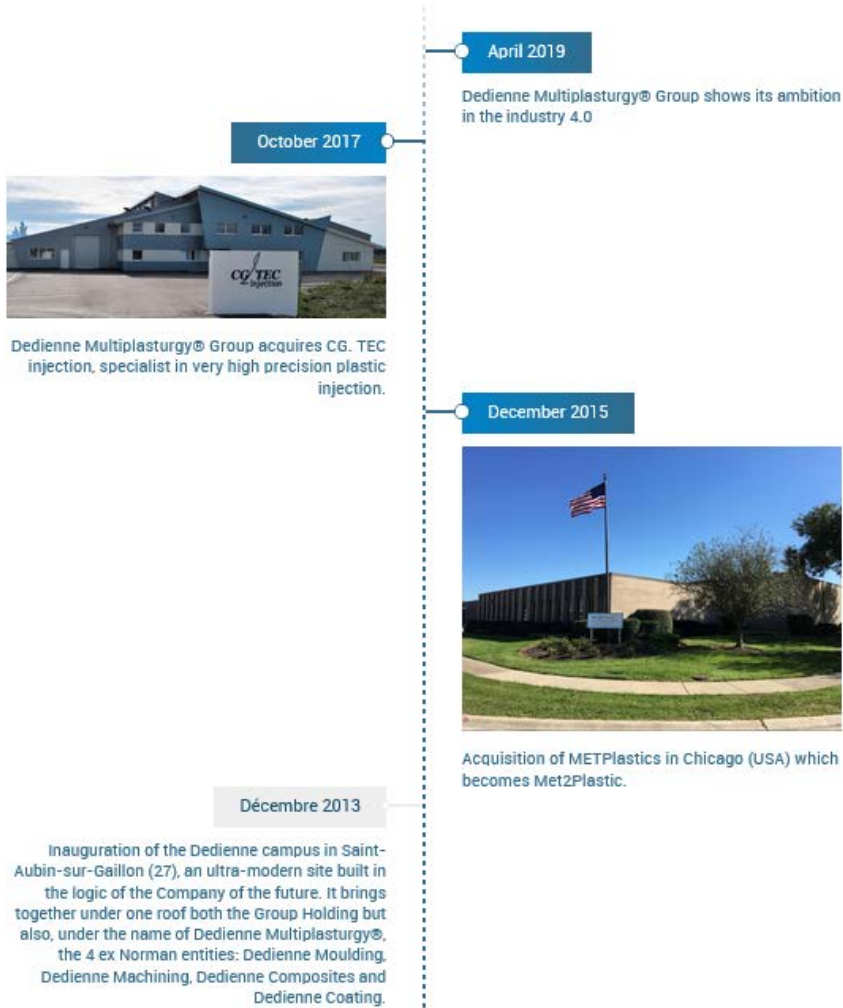 April 2019
Dedienne Multiplasturgy® Group shows its ambition
in the industry 4.0
October 2017
CG TEC
Injection
Dedienne Multiplasturgy® Group acquires CG. TEC
injection, specialist in very high precision plastic
injection.
December 2015
Acquisition of METPlastics in Chicago (USA) which
becomes Met2Plastic.
Décembre 2013
Inauguration of the Dedienne campus in Saint-
Aubin-sur-Gaillon (27), an ultra-modern site built
in the logic of the Company of the future. It brings
together under one roof both the Group Holding but
also, under the name of Dedienne Multiplasturgy®,
the 4 ex Norman entities: Dedienne Moulding,
Dedienne Machining, Dedienne Composites and
Dedienne Coating.